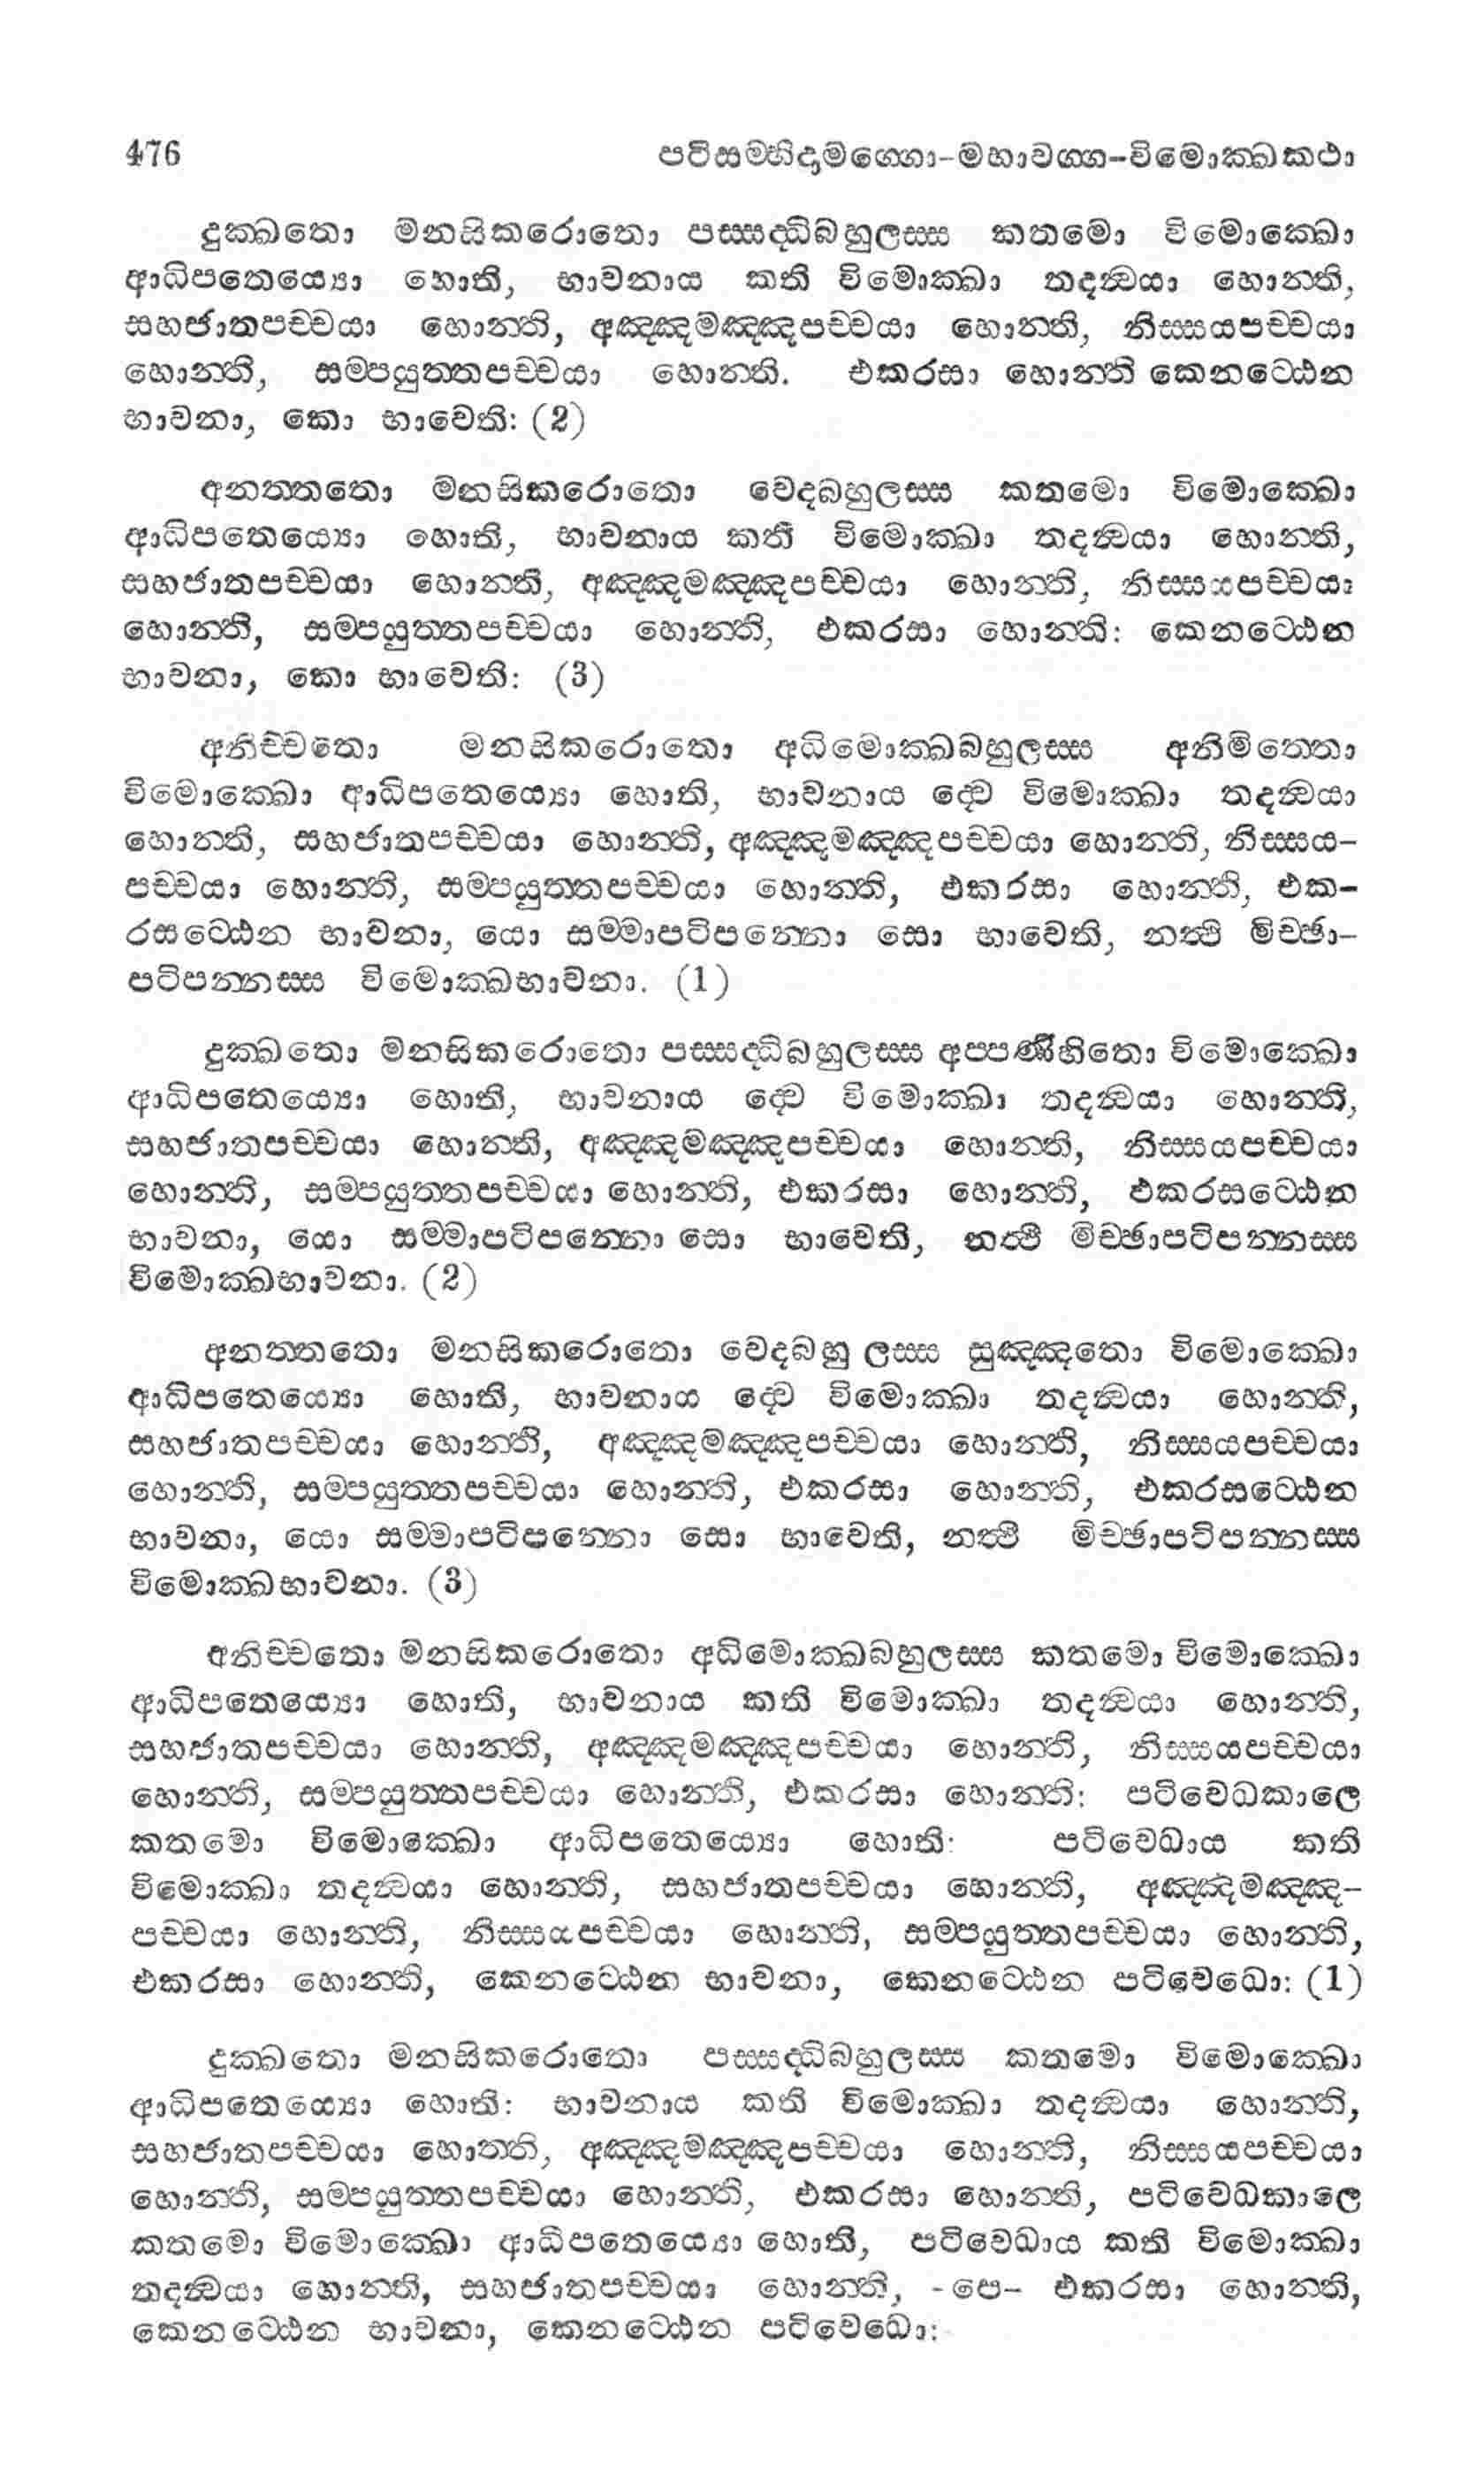 476 පටිසම්භිදාමග්ගො-මහාවග්ග-විමොක්ඛකථා
දුක්ඛතො මනසිකරොතො පස්සද්ධිබහුලස්ස කතමො විමොක්ඛො
ආධිපතෙය්‍යො හොති, භාවනාය කති විමොක්ඛා තදන්වයා හොන්ති,
සහජාතපච්චයා හොන්ති, අඤ්ඤමඤ්ඤපච්චයා හොන්ති, නිස්සයපච්චයා
හොන්ති, සම්පයුත්තපච්චයා හොන්ති. එකරසා හොන්ති කෙනට්ඨෙන
භාවනා, කො භාවෙති: (2)
අනත්තතො මනසිකරොතො වෙදබහුලස්ස කතමො විමොක්ඛො
ආධිපතෙය්‍යො හොති, භාවනාය කති විමොක්ඛා තදන්වයා හොන්ති,
සහජාතපච්චයා හොන්ති, අඤ්ඤමඤ්ඤපච්චයා හොන්ති, නිස්සයපච්චයා
හොන්ති, සම්පයුත්තපච්චයා හොන්ති, එකරසා හොන්ති: කෙනට්ඨෙන
භාවනා, කො භාවෙති: (3)
අනිච්චතො මනසිකරොතො අධිමොක්ඛබහුලස්ස අනිමිත්තො
විමොක්ඛො ආධිපතෙය්‍යො හොති, භාවනාය ද්වෙ විමොක්ඛා තදන්වයා
හොන්ති, සහජාතපච්චයා හොන්ති, අඤ්ඤමඤ්ඤපච්චයා හොන්ති, නිස්සය-
පච්චයා හොන්ති, සම්පයුත්තපච්චයා හොන්ති, එකරසා හොන්ති, එක-
රසට්ඨෙන භාවනා, යො සම්මාපටිපන්නො සො භාවෙති, නත්ථි මිච්ඡා-
පටිපන්නස්ස විමොක්ඛභාවනා. (1)
දුක්ඛතො මනසිකරොතො පස්සද්ධිබහුලස්ස අප්පණිහිතො විමොක්ඛො
ආධිපතෙය්‍යො හොති, භාවනාය ද්වෙ විමොක්ඛා තදන්වයා හොන්ති,
සහජාතපච්චයා හොන්ති, අඤ්ඤමඤ්ඤපච්චයා හොන්ති, නිස්සයපච්චයා
හොන්ති, සම්පයුත්තපච්චයා හොන්ති, එකරසා හොන්ති, එකරසට්ඨෙන
භාවනා, යො සම්මාපටිපන්නො සො භාවෙති, නත්ථි මිච්ඡාපටිපන්නස්ස
විමොක්ඛභාවනා. (2)
අනත්තතො මනසිකරොතො වෙදබහුලස්ස සුඤ්ඤතො විමොක්ඛො
ආධිපතෙය්‍යො හොති, භාවනාය ද්වෙ විමොක්ඛා තදන්වයා හොන්ති,
සහජාතපච්චයා හොන්ති, අඤ්ඤමඤ්ඤපච්චයා හොන්ති, නිස්සයපච්චයා
හොන්ති, සම්පයුත්තපච්චයා හොන්ති, එකරසා හොන්ති, එකරසට්ඨෙන
භාවනා, යො සම්මාපටිපන්නො සො භාවෙති, නත්ථි මිච්ඡාපටිපන්නස්ස
විමොක්ඛභාවනා. (3)
අනිච්චතො මනසිකරොතො අධිමොක්ඛබහුලස්ස කතමො විමොක්ඛො
ආධිපතෙය්‍යො හොති, භාවනාය කති විමොක්ඛා තදන්වයා හොන්ති,
සහජාතපච්චයා හොන්ති, අඤ්ඤමඤ්ඤපච්චයා හොන්ති, නිස්සයපච්චයා
හොන්ති, සම්පයුත්තපච්චයා හොන්ති, එකරසා හොන්ති: පටිවෙධකාලෙ
කතමො විමොක්ඛො ආධිපතෙය්‍යො හොති: පටිවෙධාය කති
විමොක්ඛා තදන්වයා හොන්ති, සහජාතපච්චයා හොන්ති, අඤ්ඤමඤ්ඤ-
පච්චයා හොන්ති, නිස්සයපච්චයා හොන්ති, සම්පයුත්තපච්චයා හොන්ති,
එකරසා හොන්ති, කෙනට්ඨෙන භාවනා, කෙනට්ඨෙන පටිවෙධො: (1)
දුක්ඛතො මනසිකරොතො පස්සද්ධිබහුලස්ස කතමො විමොක්ඛො
ආධිපතෙය්‍යො හොති: භාවනාය කති විමොක්ඛා තදන්වයා හොන්ති,
සහජාතපච්චයා හොන්ති, අඤ්ඤමඤ්ඤපච්චයා හොන්ති, නිස්සයපච්චයා
හොන්ති, සම්පයුත්තපච්චයා හොන්ති, එකරසා හොන්ති, පටිවෙධකාලෙ
කතමො විමොක්ඛො ආධිපතෙය්‍යො හොති, පටිවෙධාය කති විමොක්ඛා
තදන්වයා හොන්ති, සහජාතපච්චයා හොන්ති, -පෙ- එකරසා හොන්ති,
කෙනට්ඨෙන භාවනා, කෙනට්ඨෙන පටිවෙධො: